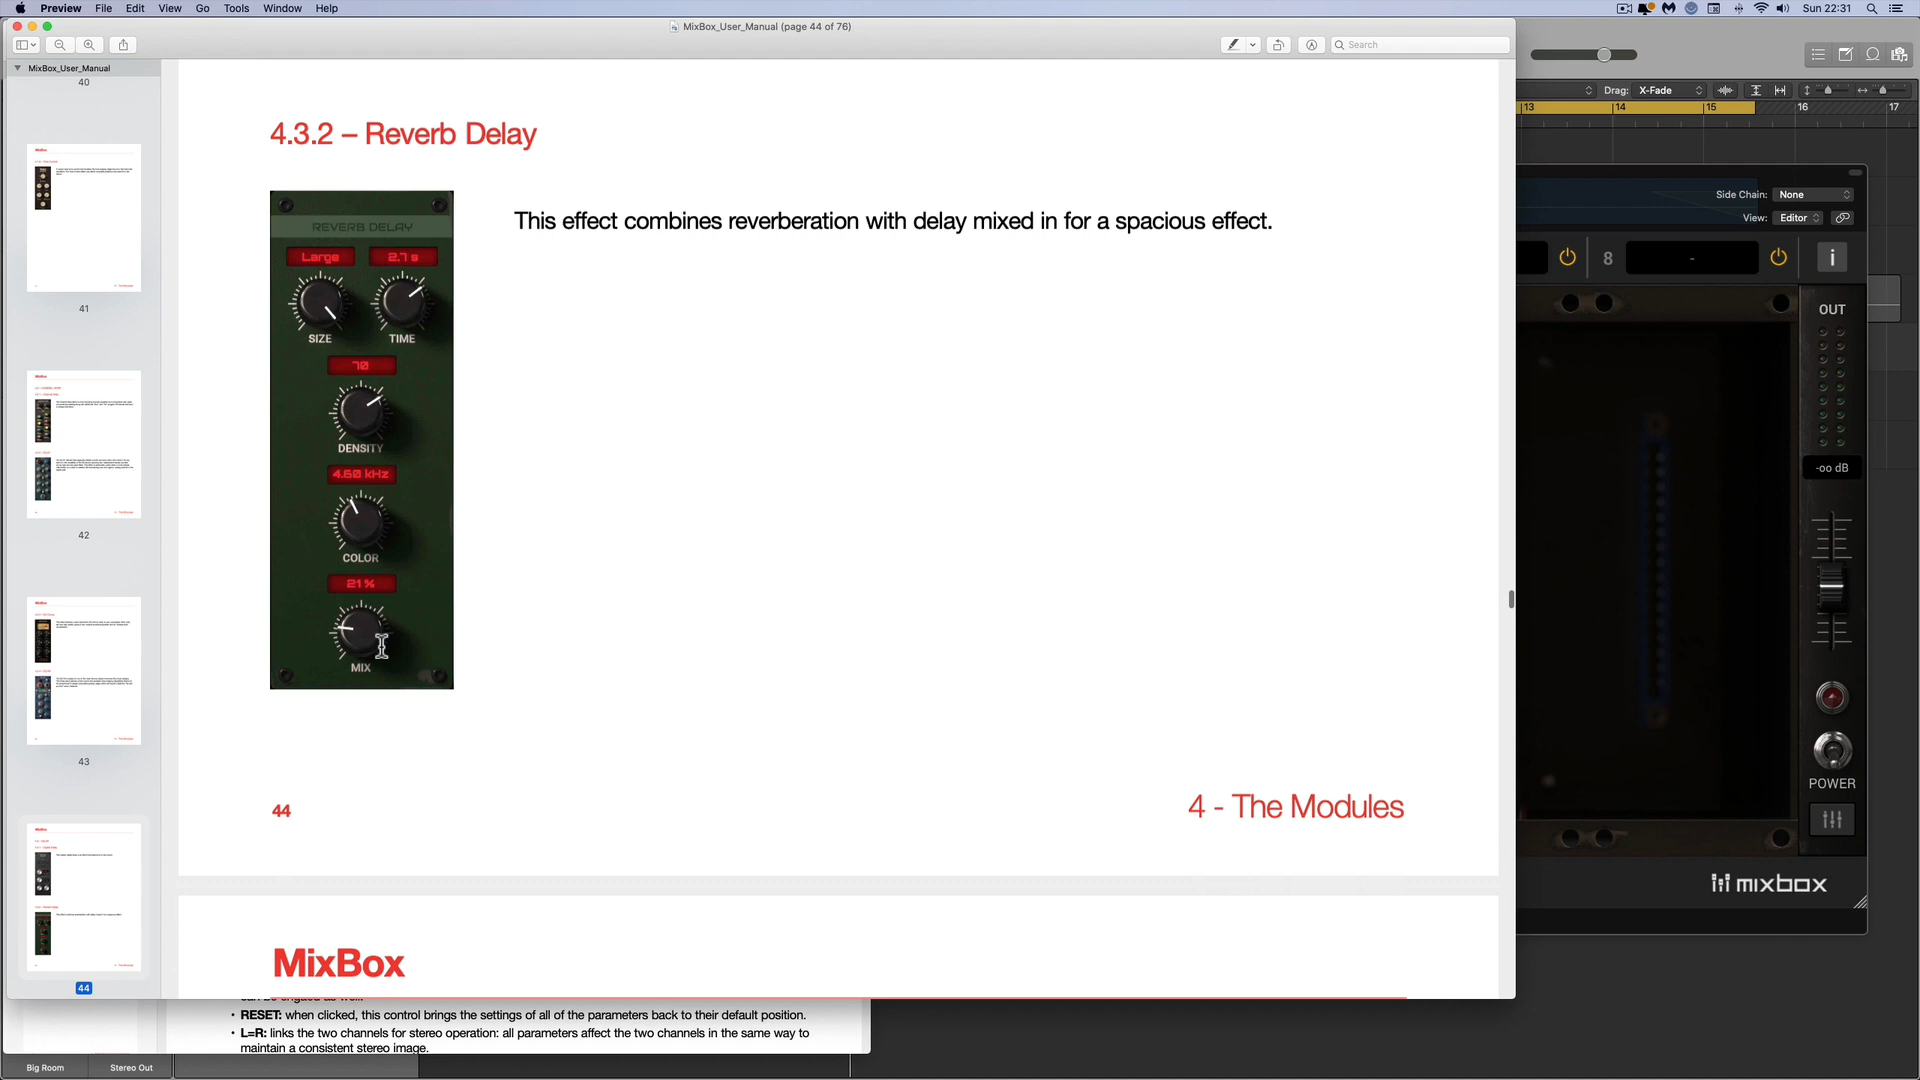 Preview File Edit View Go Tools Window Help
Sun 22:31
MixBox_User_Manual (page 44 of 76)
Search
MixBox_User_Manual
40
41
42
43
44
4.3.2 – Reverb Delay
This effect combines reverberation with delay mixed in for a spacious effect.
REVERB DELAY
Large 2.7 s
SIZE TIME
70
DENSITY
4.60 kHz
COLOR
21 %
MIX
44
4 - The Modules
MixBox
• RESET: when clicked, this control brings the settings of all of the parameters back to their default position.
• L=R: links the two channels for stereo operation: all parameters affect the two channels in the same way to
maintain a consistent stereo image.
Big Room Stereo Out
Drag: X-Fade
13 14 15 16 17
Side Chain: None
View: Editor
8 - i
OUT
-oo dB
POWER
mixbox